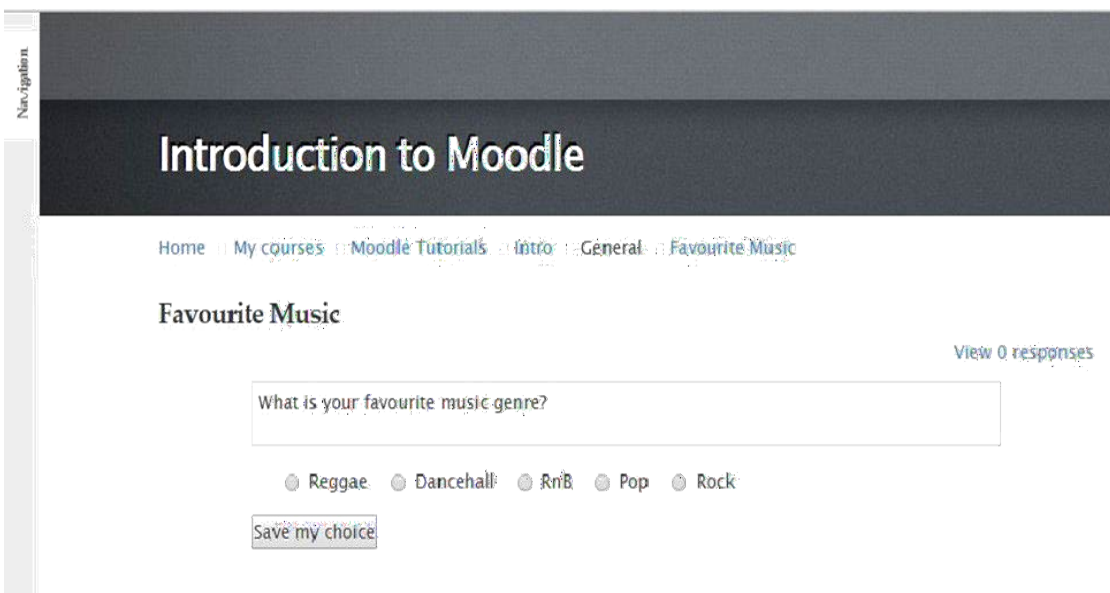 Navigation
Introduction to Moodle
Home My courses Moodle Tutorials Intro General Favourite Music
Favourite Music
View 0 responses
What is your favourite music genre?
Reggae Dancehall RnB Pop Rock
Save my choice